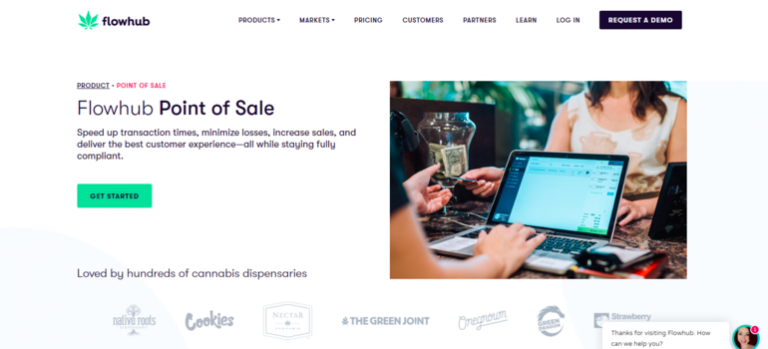 flowhub
PRODUCTS MARKETS PRICING CUSTOMERS PARTNERS LEARN LOG IN REQUEST A DEMO
PRODUCT • POINT OF SALE
Flowhub Point of Sale
Speed up transaction times, minimize losses, increase sales, and
deliver the best customer experience—all while staying fully
compliant.
GET STARTED
Loved by hundreds of cannabis dispensaries
native roots
Cookies
NECTAR
& THE GREEN JOINT
Oregrown
GREEN DRAGON
Strawberry
Thanks for visiting Flowhub. How
can we help you?
1